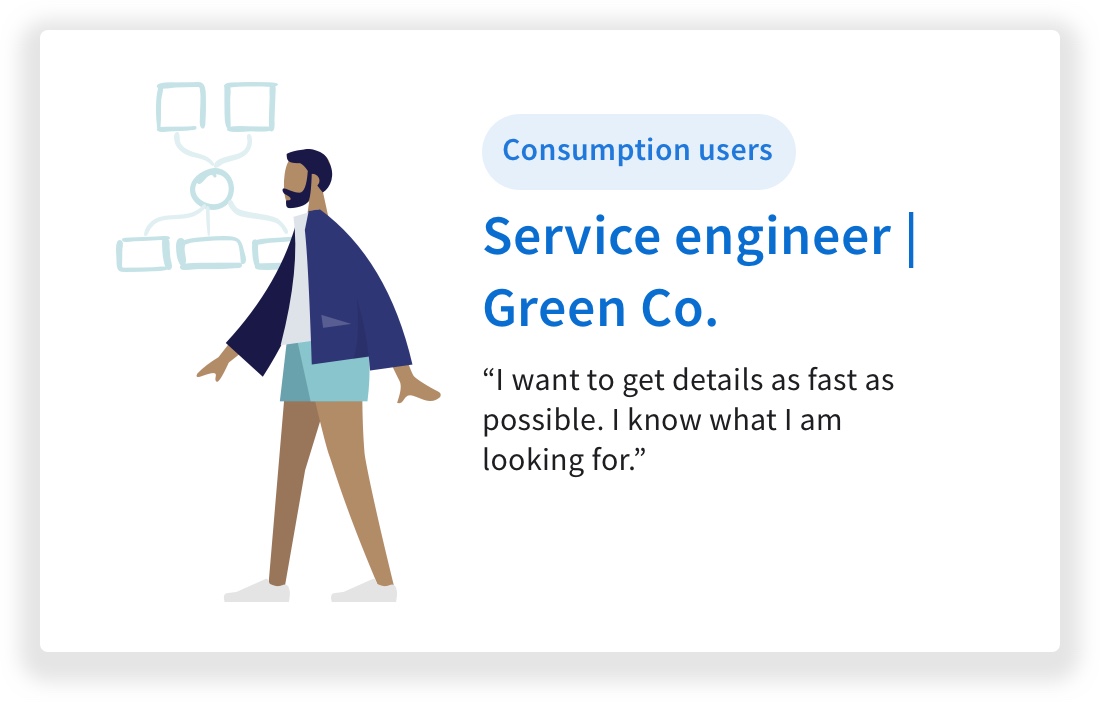 Consumption users
Service engineer |
Green Co.
“I want to get details as fast as
possible. I know what I am
looking for.”